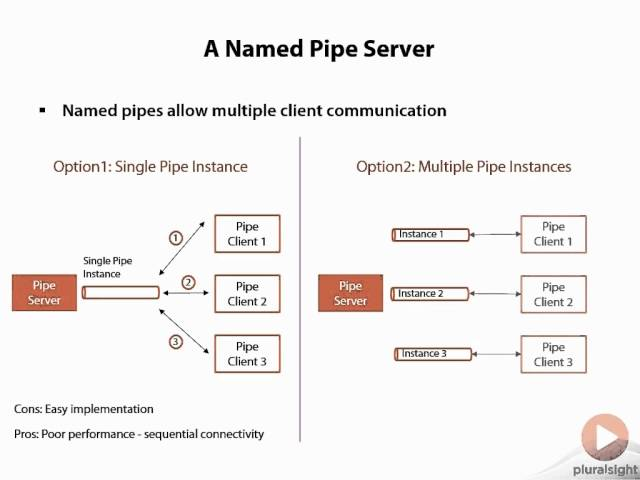 A Named Pipe Server
▪ Named pipes allow multiple client communication
Option1: Single Pipe Instance
Single Pipe
Instance
Pipe
Server
1
2
3
Pipe
Client 1
Pipe
Client 2
Pipe
Client 3
Cons: Easy implementation
Pros: Poor performance - sequential connectivity
Option2: Multiple Pipe Instances
Pipe
Server
Instance 1
Instance 2
Instance 3
Pipe
Client 1
Pipe
Client 2
Pipe
Client 3
pluralsight